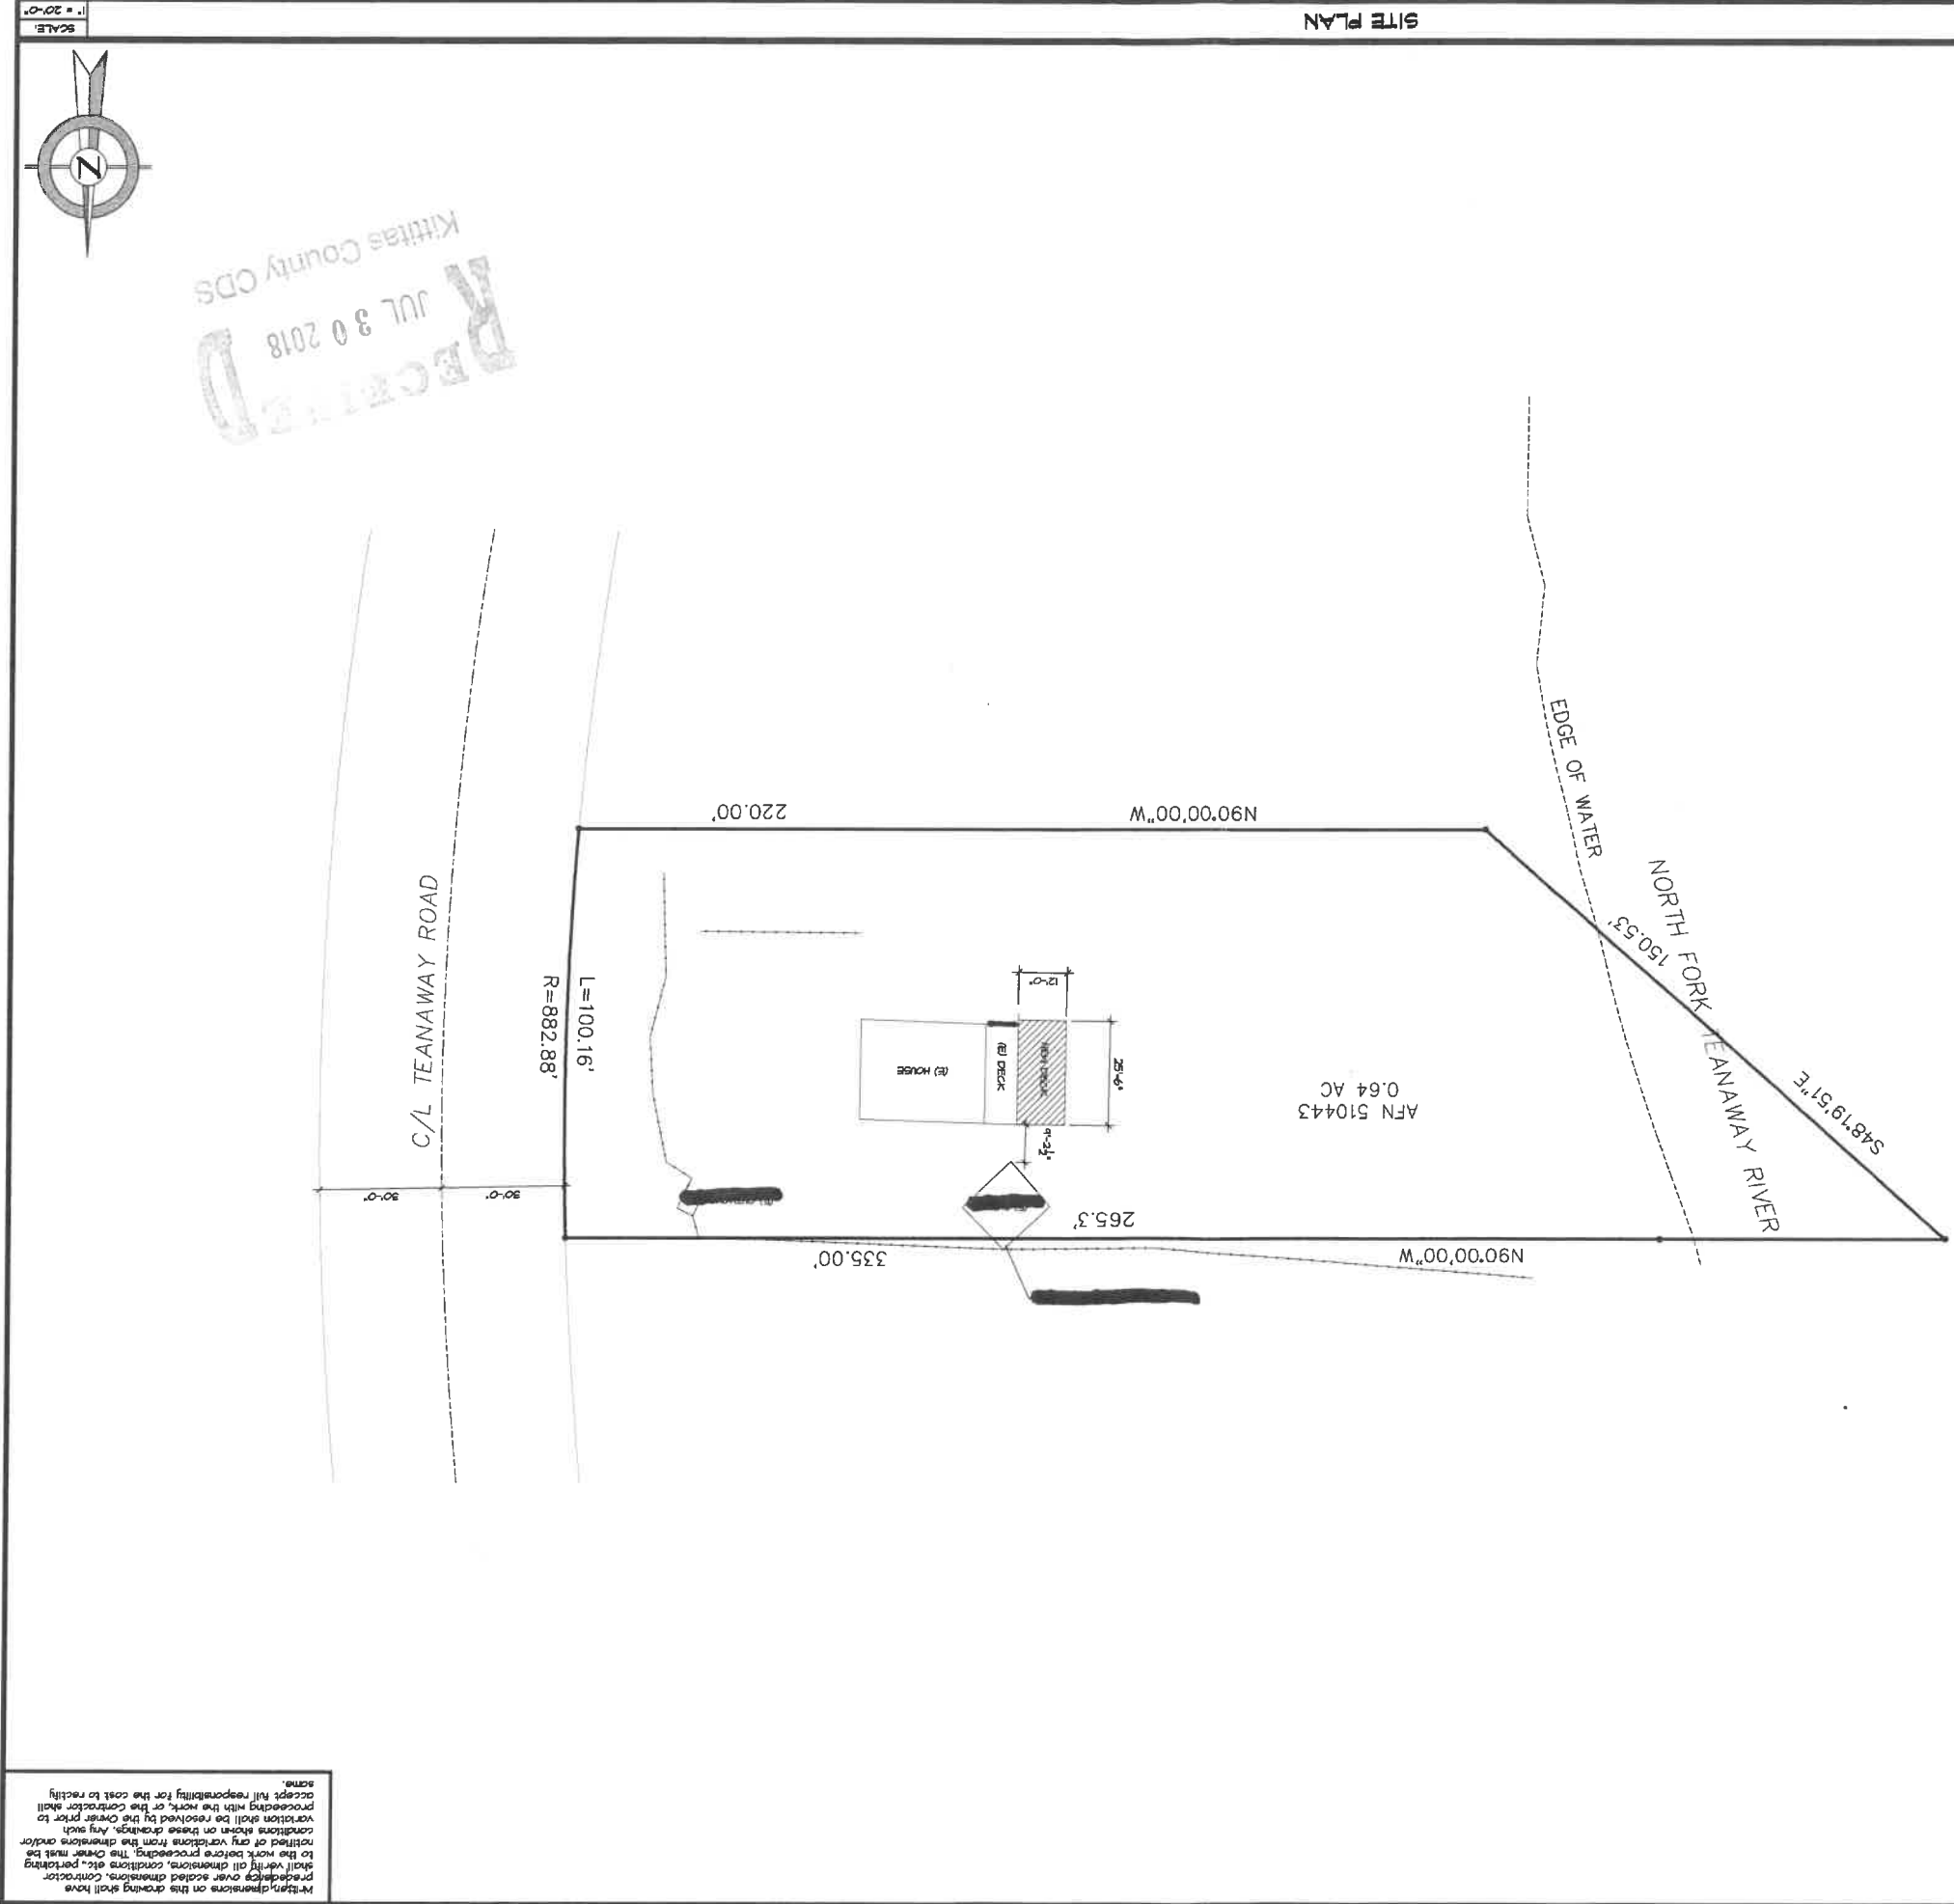 Written dimensions on this drawing shall have
precedence over scaled dimensions. Contractor
shall verify all dimensions, conditions etc., pertaining
to the work before proceeding. The Owner must be
notified of any variations from the dimensions and/or
conditions shown on these drawings. Any such
variation shall be resolved by the Owner prior to
proceeding with the work, or the Contractor shall
accept full responsibility for the cost to rectify
same.
N90°00'00"W
335.00'
265.3'
S48°19'51"E
150.53'
NORTH FORK TEANAWAY RIVER
EDGE OF WATER
AFN 510443
0.64 AC
9'-2½"
25'-6"
NEW DECK
(E) DECK
(E) HOUSE
12'-0"
30'-0"
30'-0"
L=100.16'
R=882.88'
C/L TEANAWAY ROAD
N90°00'00"W
220.00'
RECEIVED
JUL 30 2018
Kittitas County CDS
N
SITE PLAN
SCALE:
1" = 20'-0"